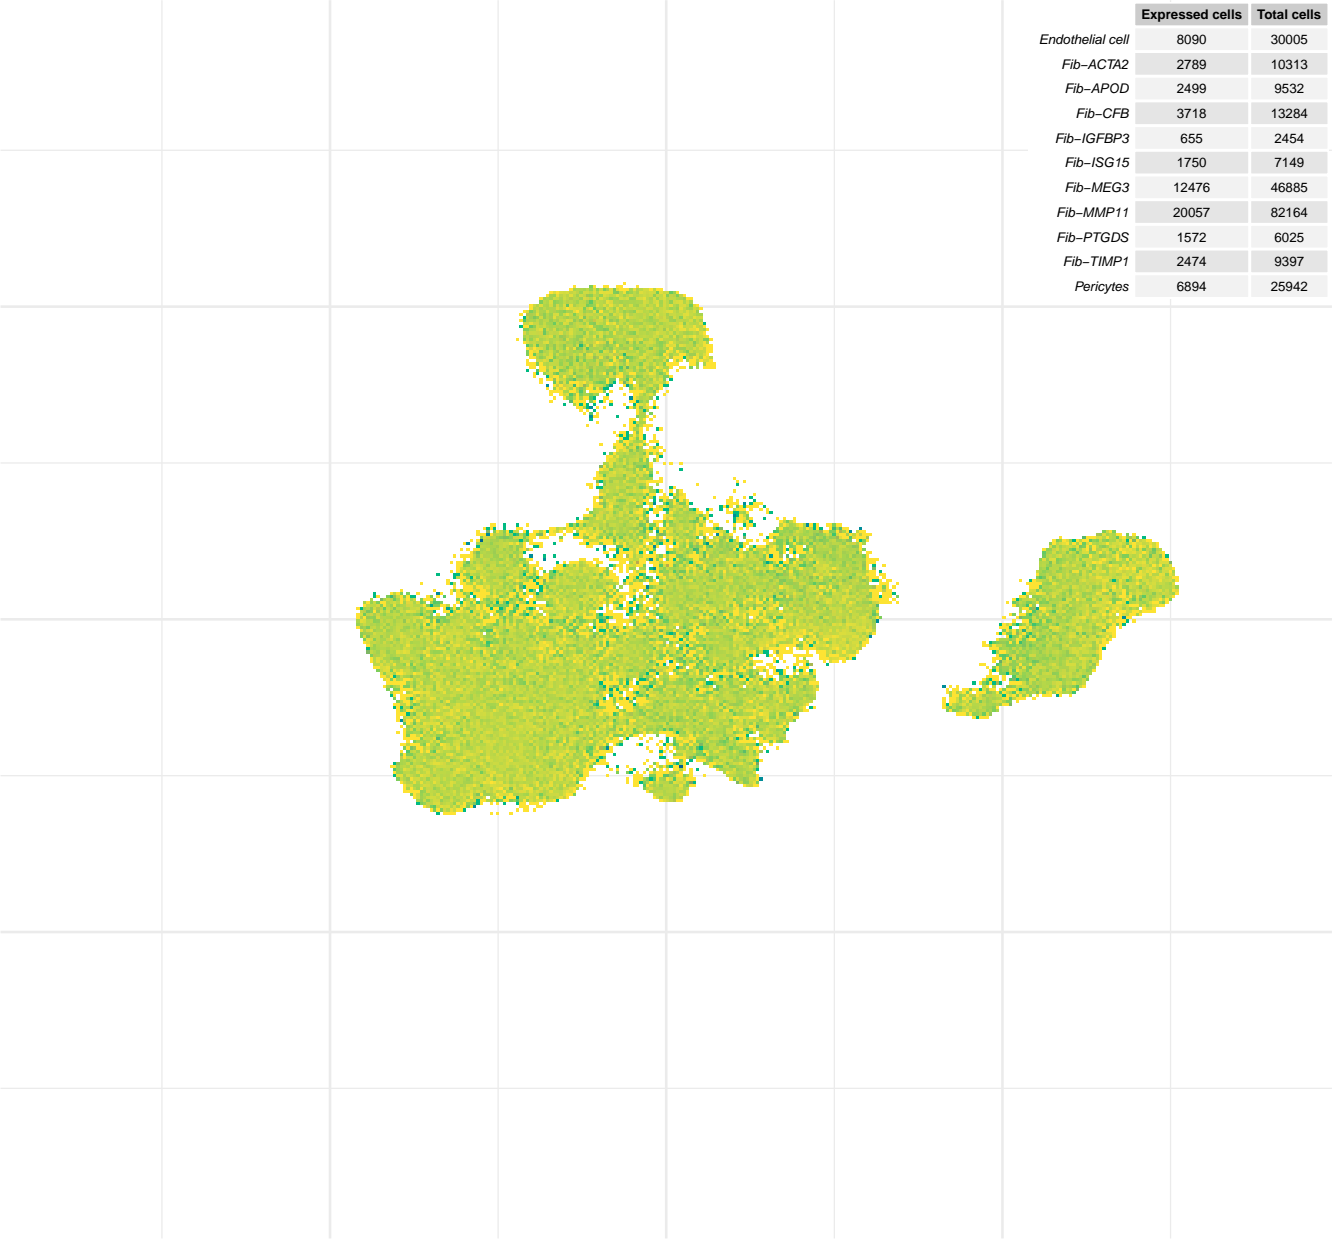 Expressed cells Total cells
Endothelial cell 8090 30005
Fib−ACTA2 2789 10313
Fib−APOD 2499 9532
Fib−CFB 3718 13284
Fib−IGFBP3 655 2454
Fib−ISG15 1750 7149
Fib−MEG3 12476 46885
Fib−MMP11 20057 82164
Fib−PTGDS 1572 6025
Fib−TIMP1 2474 9397
Pericytes 6894 25942